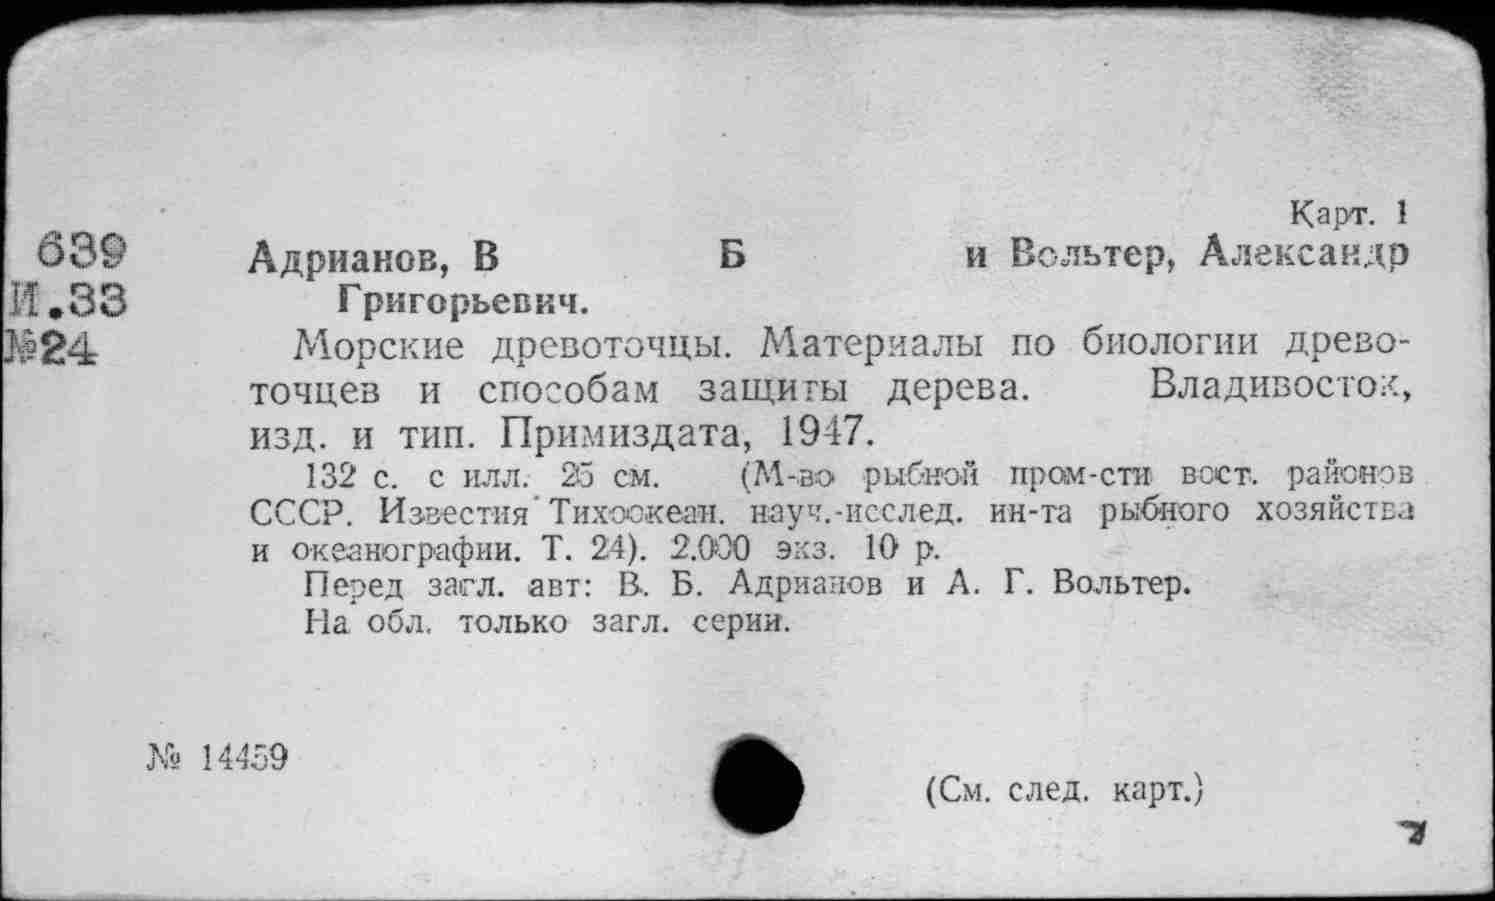 Карт. 1
639 Адрианов, В Б и Вольтер, Александр
И.33 Григорьевич.
№24 Морские древоточцы. Материалы по биологии древо-
точцев и способам защиты дерева. Владивосток,
изд. и тип. Примиздата, 1947.
132 с. с илл. 25 см. (М-во рыбной пром-сти вост. районов
СССР. Известия Тихоокеан. науч.-исслед. ин-та рыбного хозяйства
и океанографии. Т. 24). 2.000 экз. 10 р.
Перед загл. авт: В. Б. Адрианов и А. Г. Вольтер.
На обл. только загл. серии.
№ 14459
(См. след. карт.)